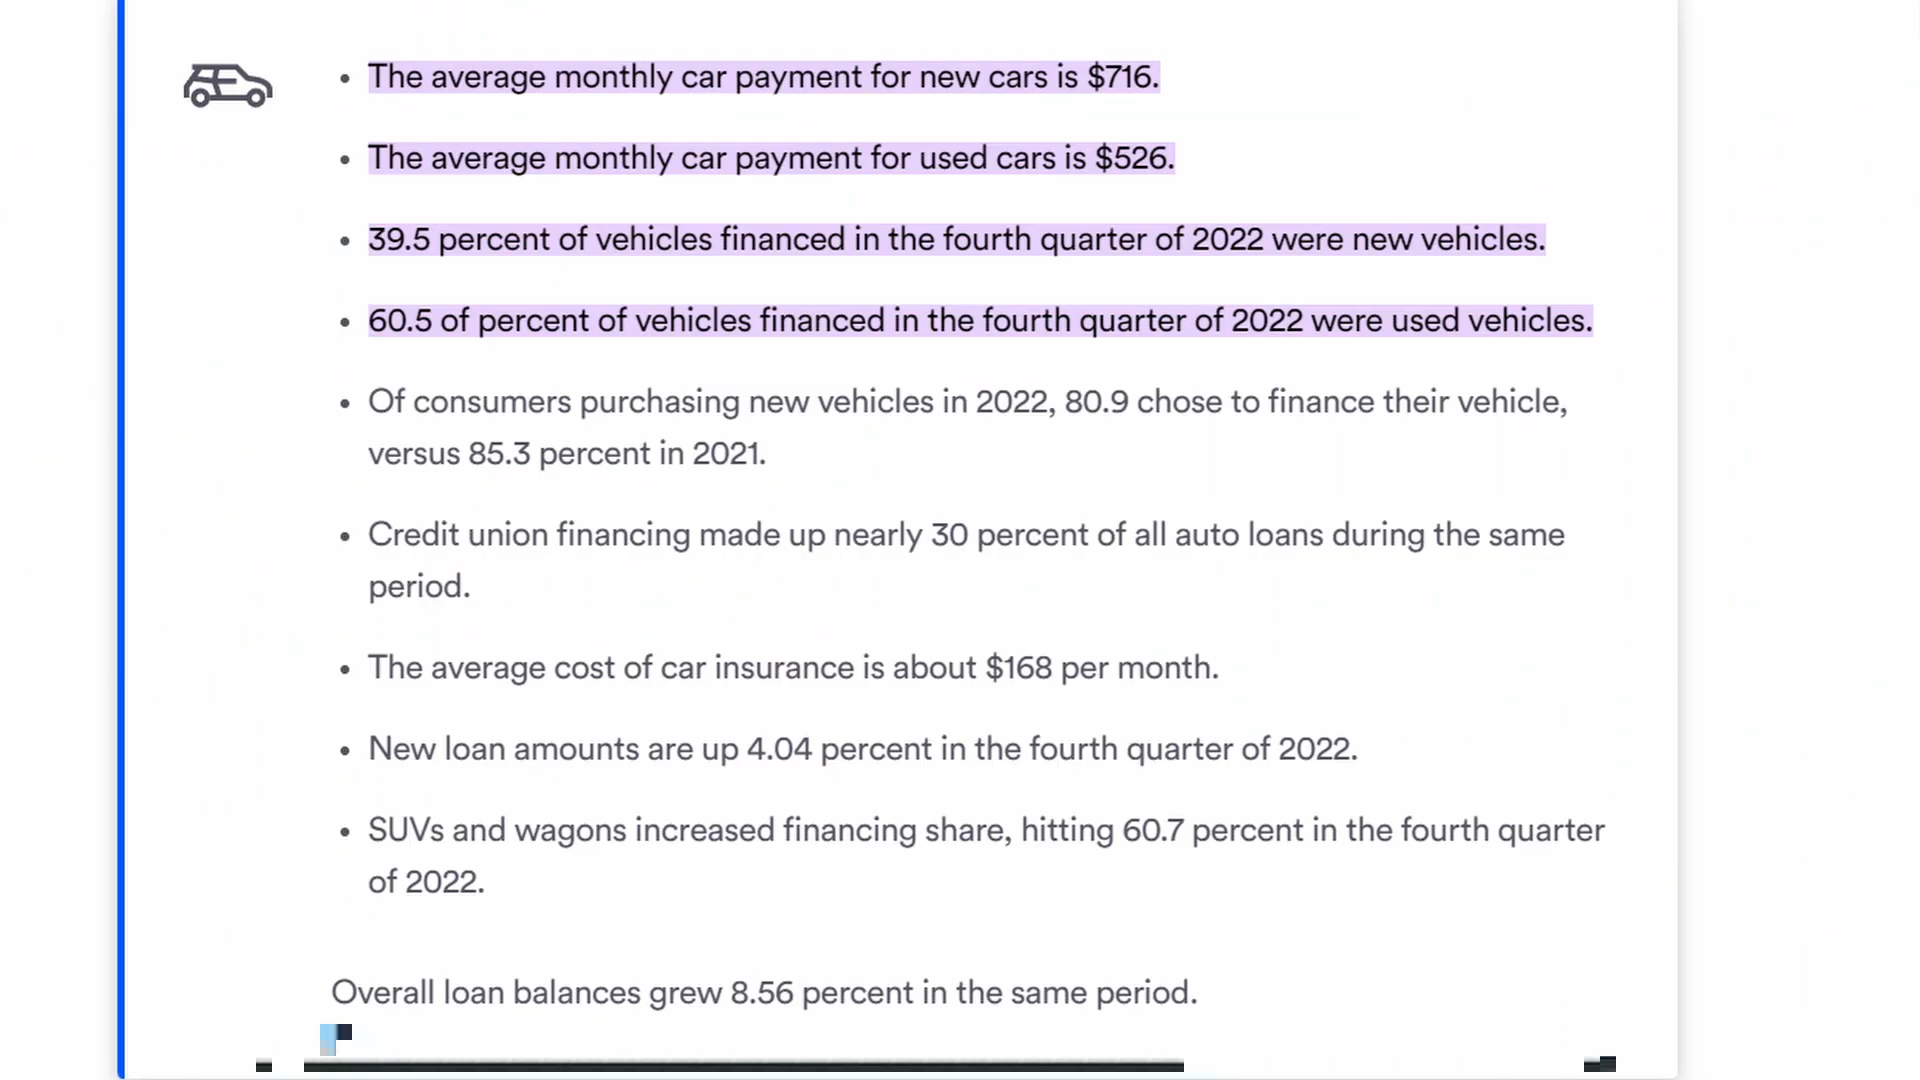 • The average monthly car payment for new cars is $716.
• The average monthly car payment for used cars is $526.
• 39.5 percent of vehicles financed in the fourth quarter of 2022 were new vehicles.
• 60.5 of percent of vehicles financed in the fourth quarter of 2022 were used vehicles.
• Of consumers purchasing new vehicles in 2022, 80.9 chose to finance their vehicle,
versus 85.3 percent in 2021.
• Credit union financing made up nearly 30 percent of all auto loans during the same
period.
• The average cost of car insurance is about $168 per month.
• New loan amounts are up 4.04 percent in the fourth quarter of 2022.
• SUVs and wagons increased financing share, hitting 60.7 percent in the fourth quarter
of 2022.
Overall loan balances grew 8.56 percent in the same period.